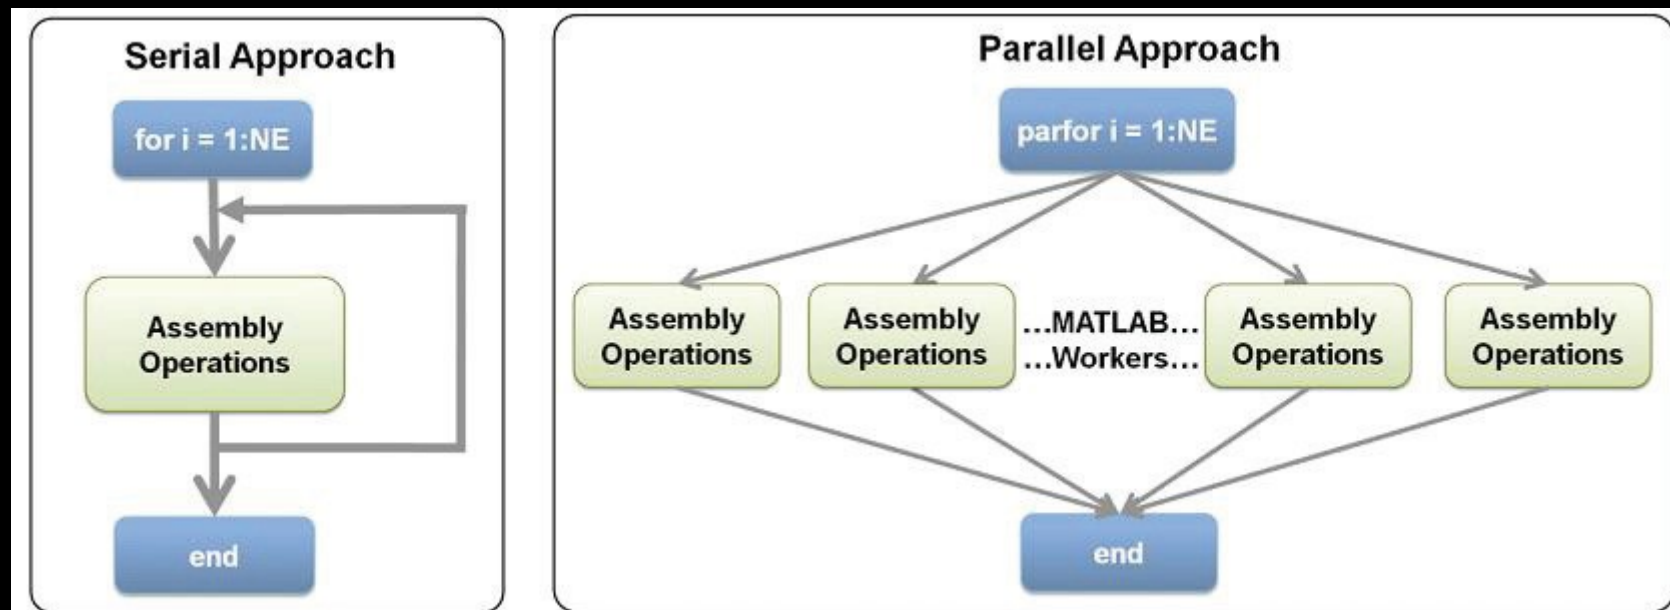 Serial Approach
for i = 1:NE
Assembly
Operations
end
Parallel Approach
parfor i = 1:NE
Assembly
Operations
Assembly
Operations
...MATLAB...
...Workers...
Assembly
Operations
Assembly
Operations
end